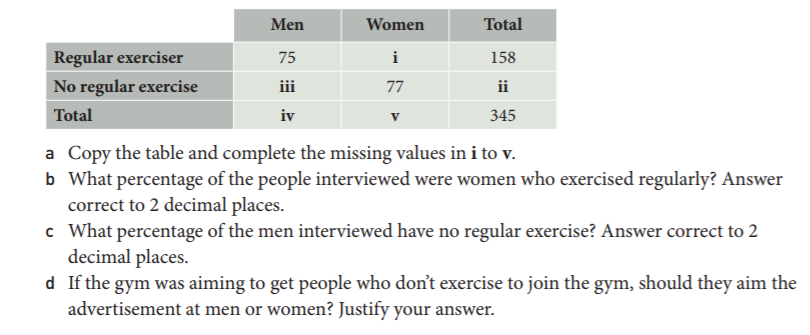 Men Women Total
Regular exerciser 75 i 158
No regular exercise iii 77 ii
Total iv v 345
a Copy the table and complete the missing values in i to v.
b What percentage of the people interviewed were women who exercised regularly? Answer
correct to 2 decimal places.
c What percentage of the men interviewed have no regular exercise? Answer correct to 2
decimal places.
d If the gym was aiming to get people who don’t exercise to join the gym, should they aim the
advertisement at men or women? Justify your answer.